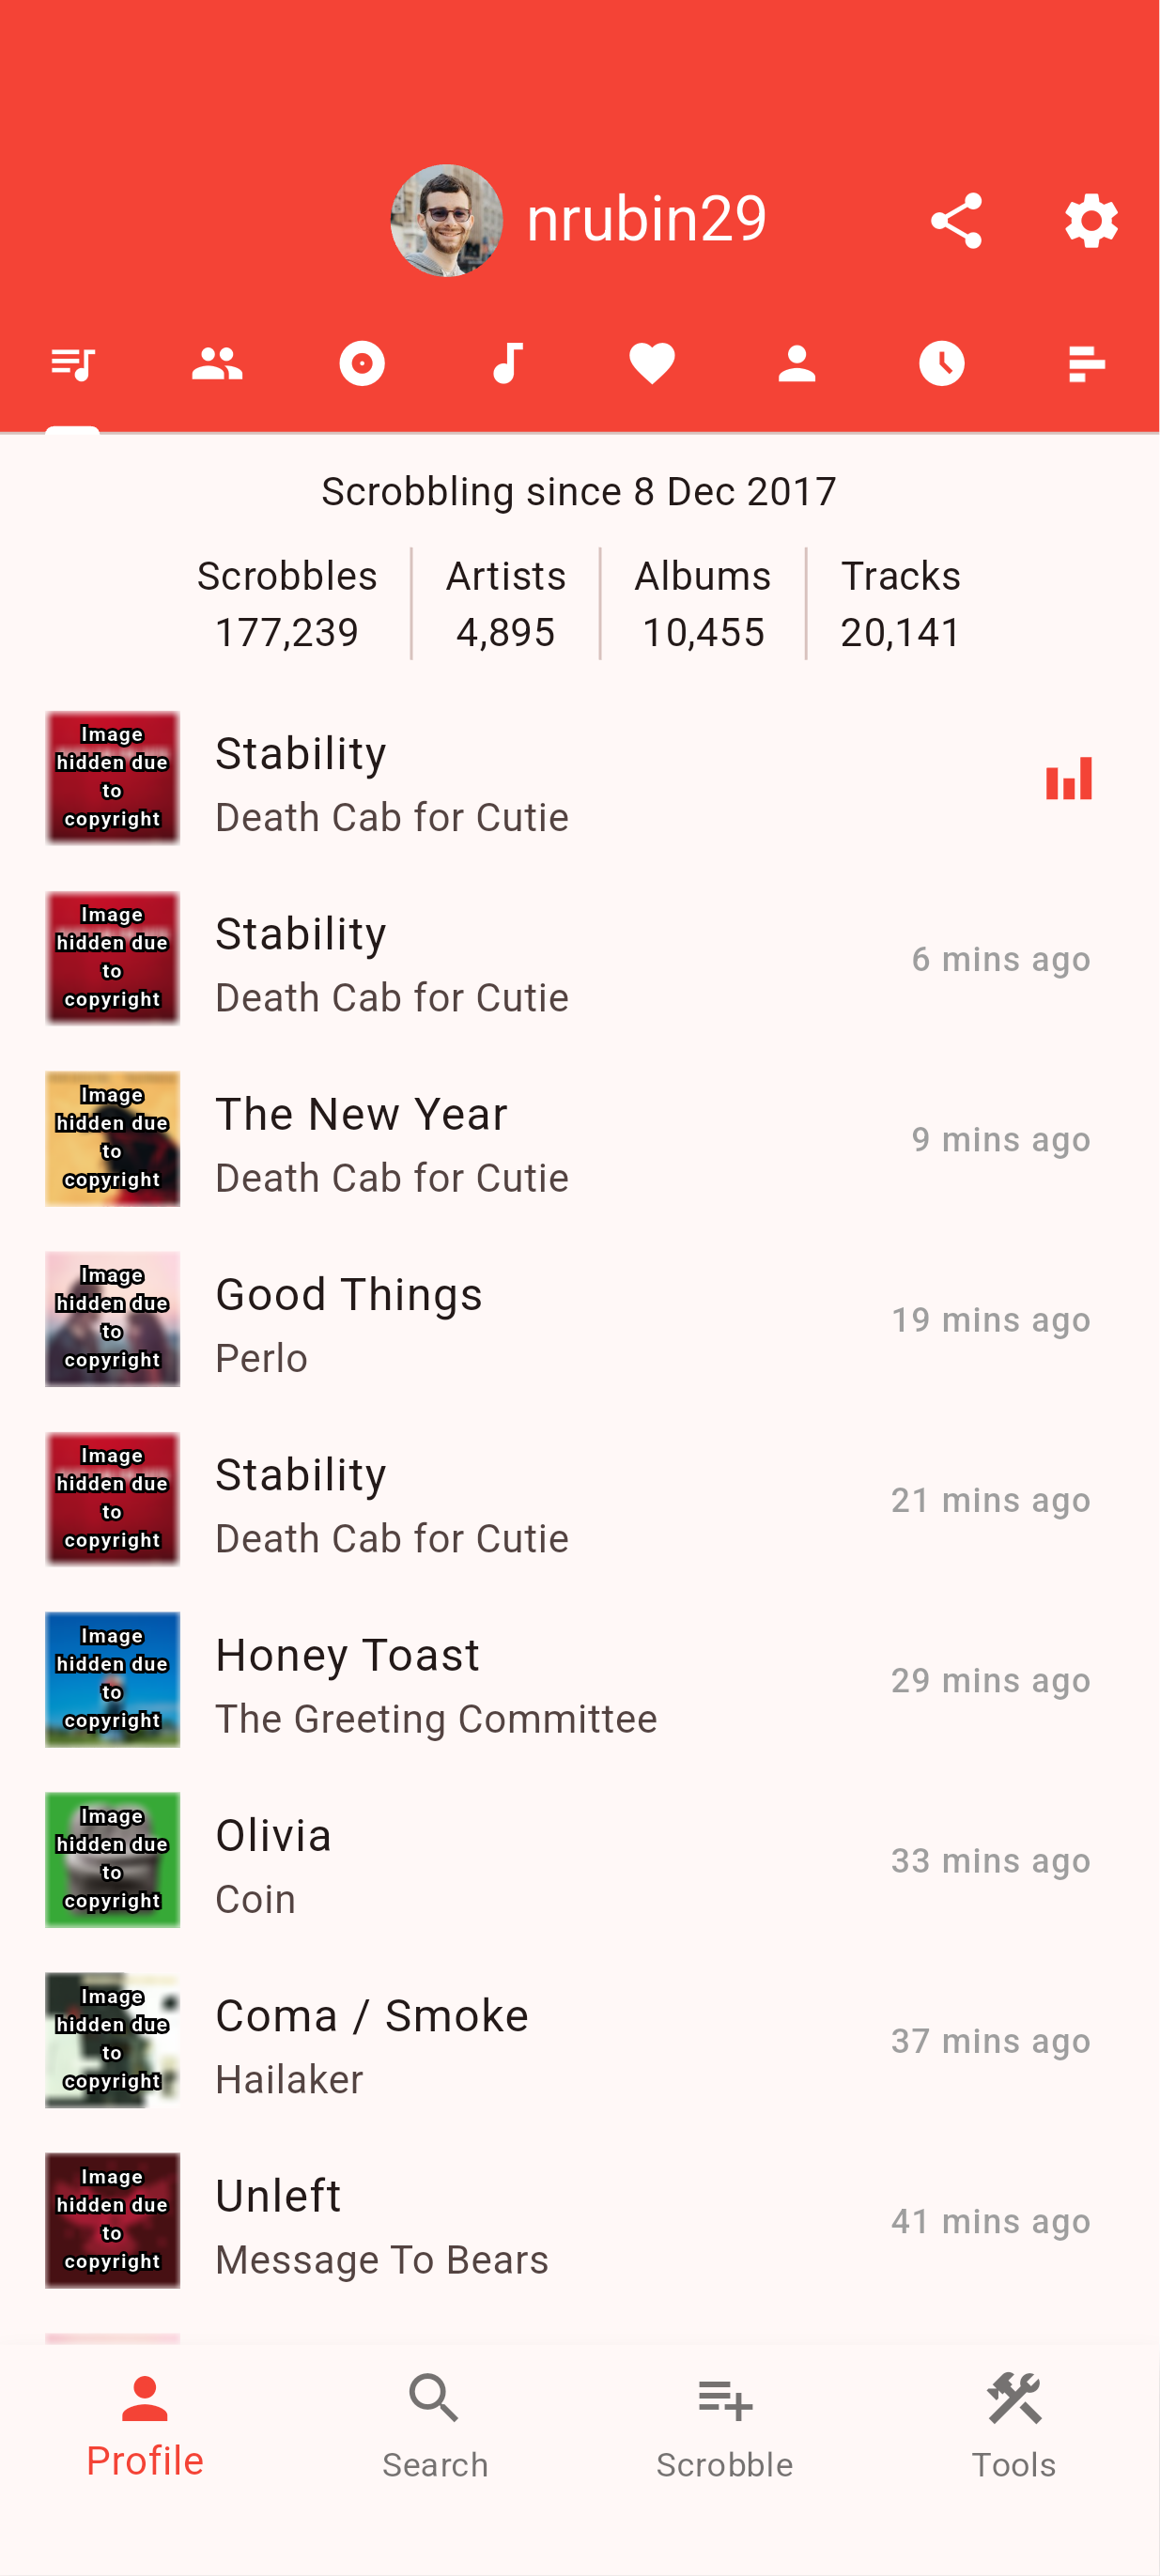 nrubin29
Scrobbling since 8 Dec 2017
Scrobbles Artists Albums Tracks
177,239 4,895 10,455 20,141
Image
hidden due
to
copyright
Stability
Death Cab for Cutie
Image
hidden due
to
copyright
Stability
Death Cab for Cutie
6 mins ago
Image
hidden due
to
copyright
The New Year
Death Cab for Cutie
9 mins ago
Image
hidden due
to
copyright
Good Things
Perlo
19 mins ago
Image
hidden due
to
copyright
Stability
Death Cab for Cutie
21 mins ago
Image
hidden due
to
copyright
Honey Toast
The Greeting Committee
29 mins ago
Image
hidden due
to
copyright
Olivia
Coin
33 mins ago
Image
hidden due
to
copyright
Coma / Smoke
Hailaker
37 mins ago
Image
hidden due
to
copyright
Unleft
Message To Bears
41 mins ago
Profile Search Scrobble Tools